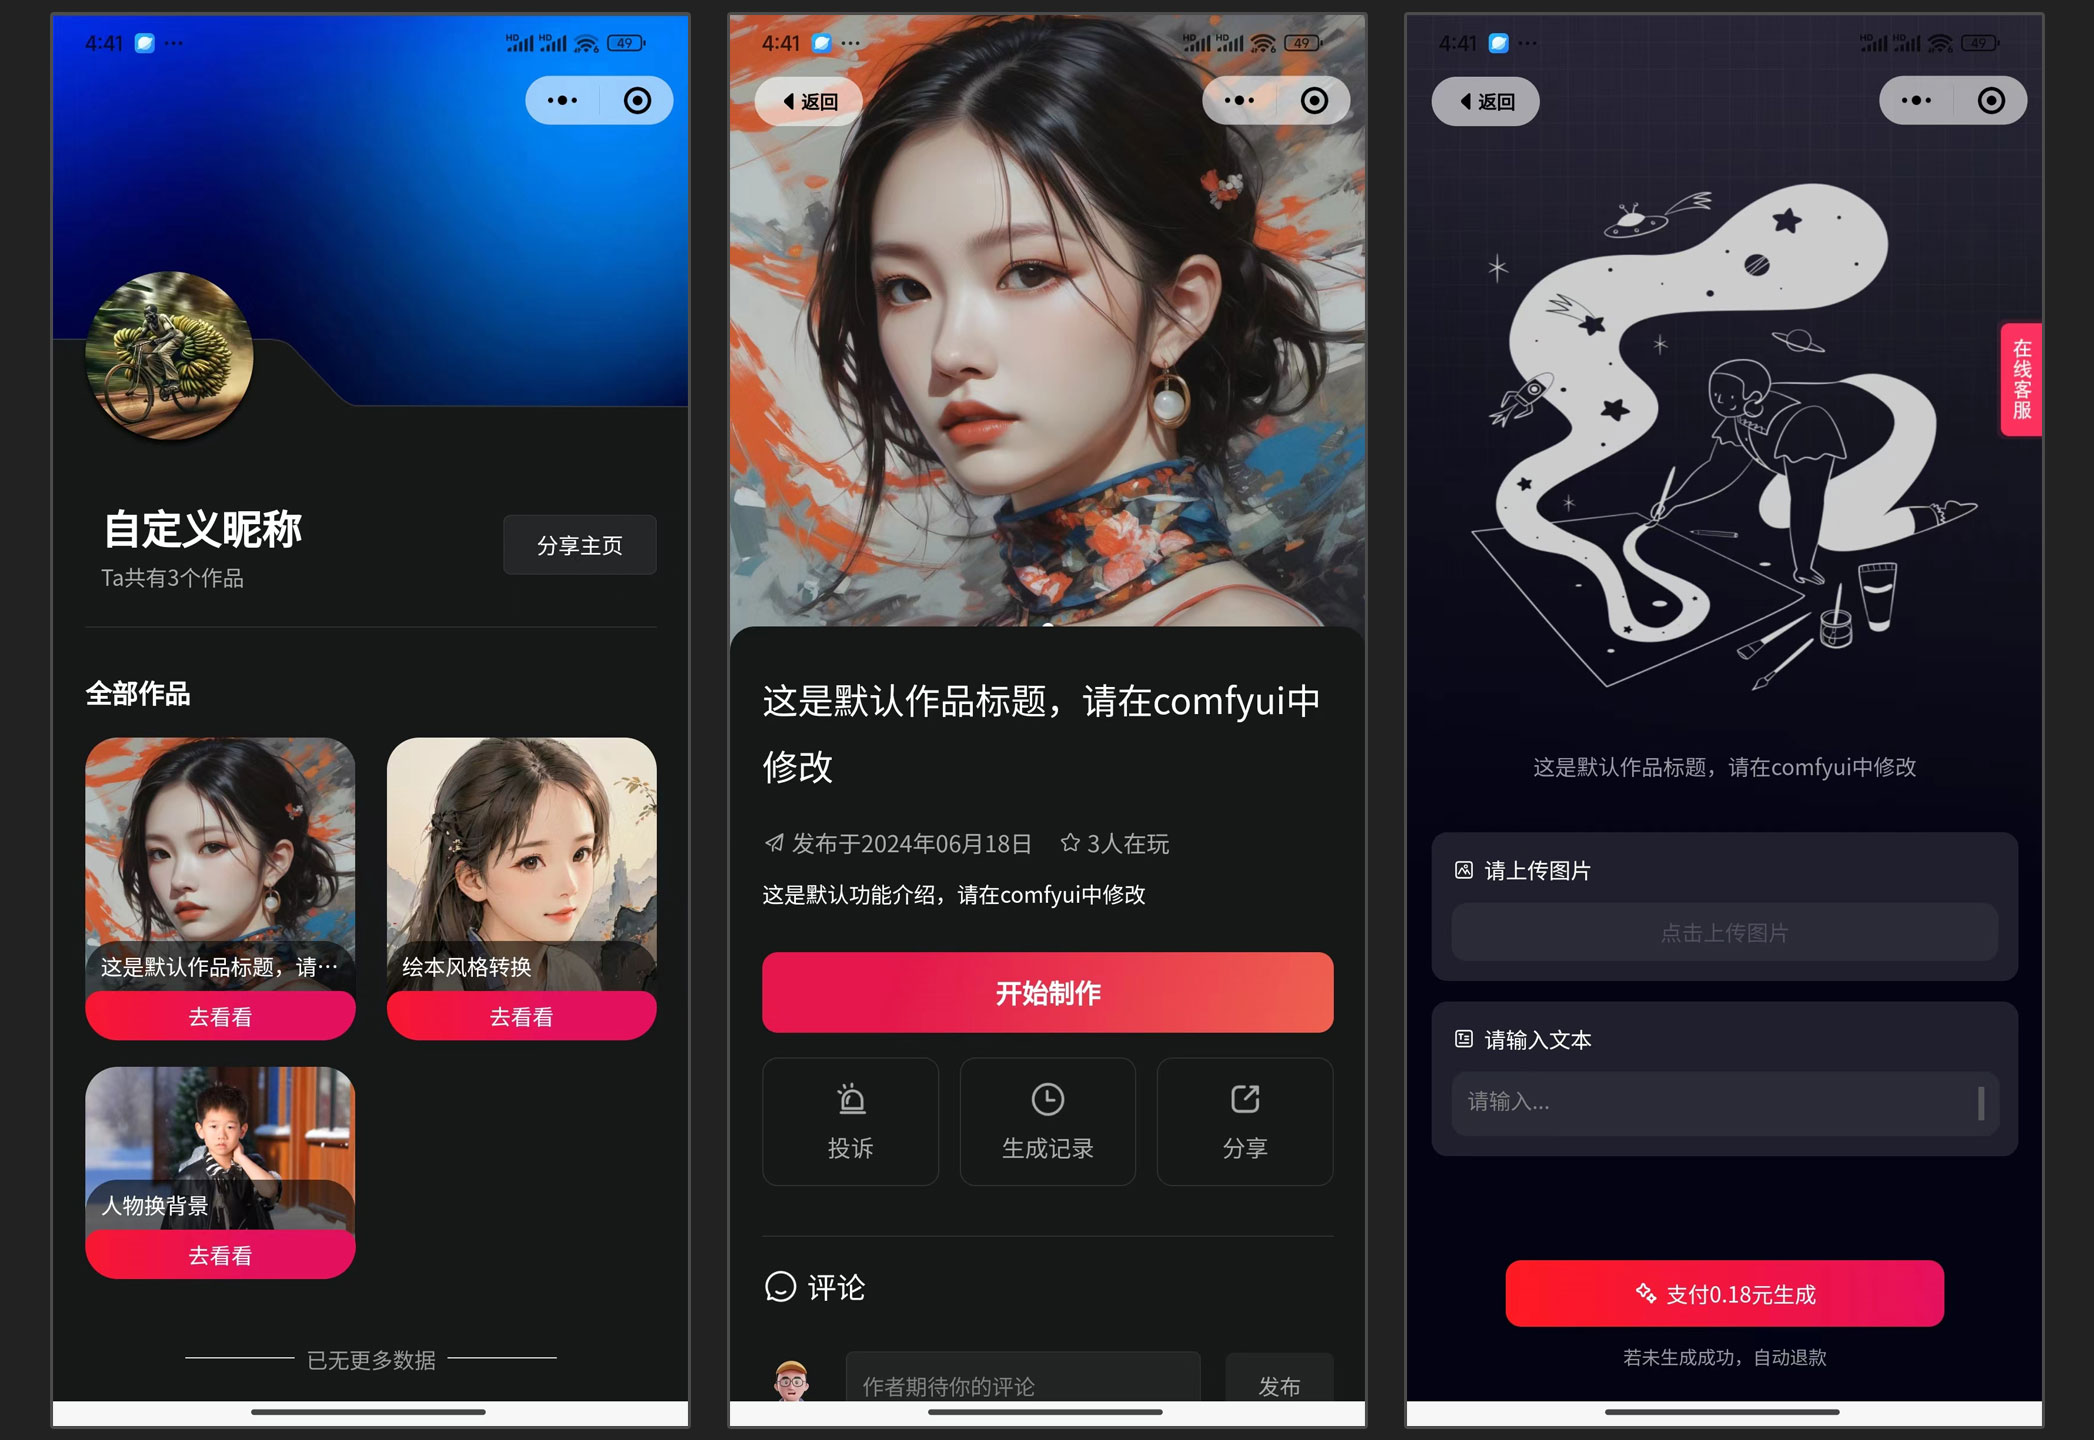 4:41
HD HD 6 49
自定义昵称
Ta共有3个作品
分享主页
全部作品
这是默认作品标题，请…
去看看
绘本风格转换
去看看
人物换背景
去看看
已无更多数据
4:41
HD HD 6 49
返回
这是默认作品标题，请在comfyui中
修改
发布于2024年06月18日 3人在玩
这是默认功能介绍，请在comfyui中修改
开始制作
投诉
生成记录
分享
评论
作者期待你的评论
发布
4:41
HD HD 6 49
返回
在线客服
这是默认作品标题，请在comfyui中修改
请上传图片
点击上传图片
请输入文本
请输入...
支付0.18元生成
若未生成成功，自动退款